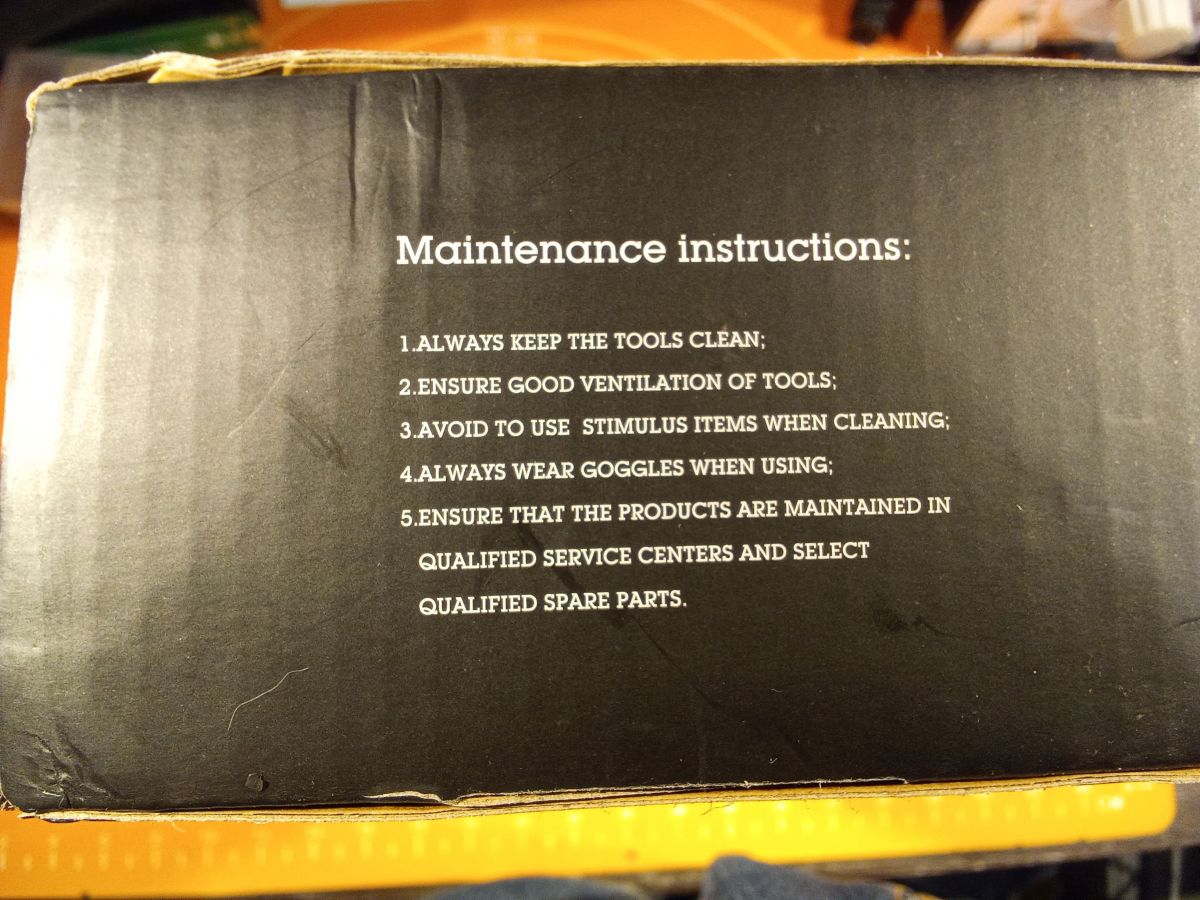 Maintenance instructions:
1.ALWAYS KEEP THE TOOLS CLEAN;
2.ENSURE GOOD VENTILATION OF TOOLS;
3.AVOID TO USE  STIMULUS ITEMS WHEN CLEANING;
4.ALWAYS WEAR GOGGLES WHEN USING;
5.ENSURE THAT THE PRODUCTS ARE MAINTAINED IN
QUALIFIED SERVICE CENTERS AND SELECT
QUALIFIED SPARE PARTS.